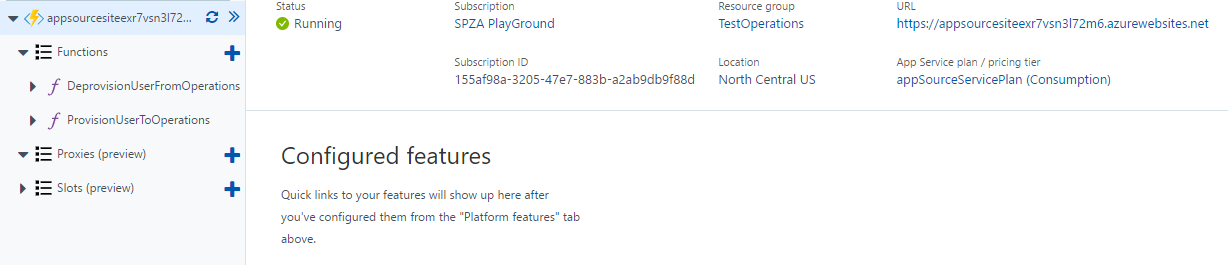 appsourcesiteexr7vsn3l72...
Functions
DeprovisionUserFromOperations
ProvisionUserToOperations
Proxies (preview)
Slots (preview)
Status
Running
Subscription
SPZA PlayGround
Resource group
TestOperations
URL
https://appsourcesiteexr7vsn3l72m6.azurewebsites.net
Subscription ID
155af98a-3205-47e7-883b-a2ab9db9f88d
Location
North Central US
App Service plan / pricing tier
appSourceServicePlan (Consumption)
Configured features
Quick links to your features will show up here after
you've configured them from the "Platform features" tab
above.